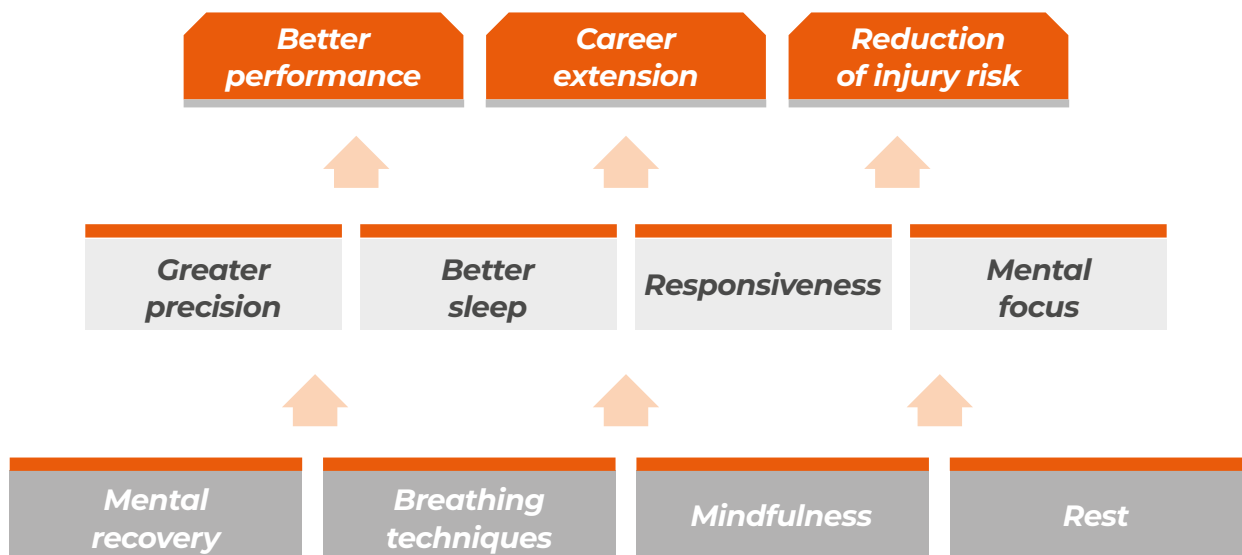 Better
performance
Career
extension
Reduction
of injury risk
Greater
precision
Better
sleep
Responsiveness
Mental
focus
Mental
recovery
Breathing
techniques
Mindfulness
Rest